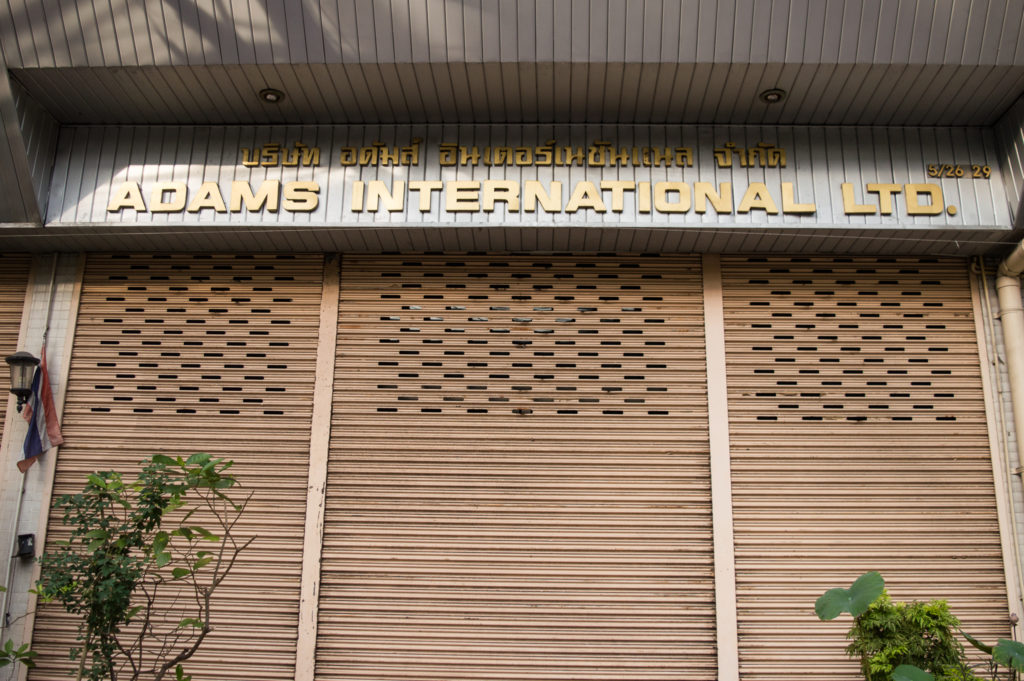 บริษัท อดัมส์ อินเตอร์เนชันแนล จำกัด
5/26 29
ADAMS INTERNATIONAL LTD.